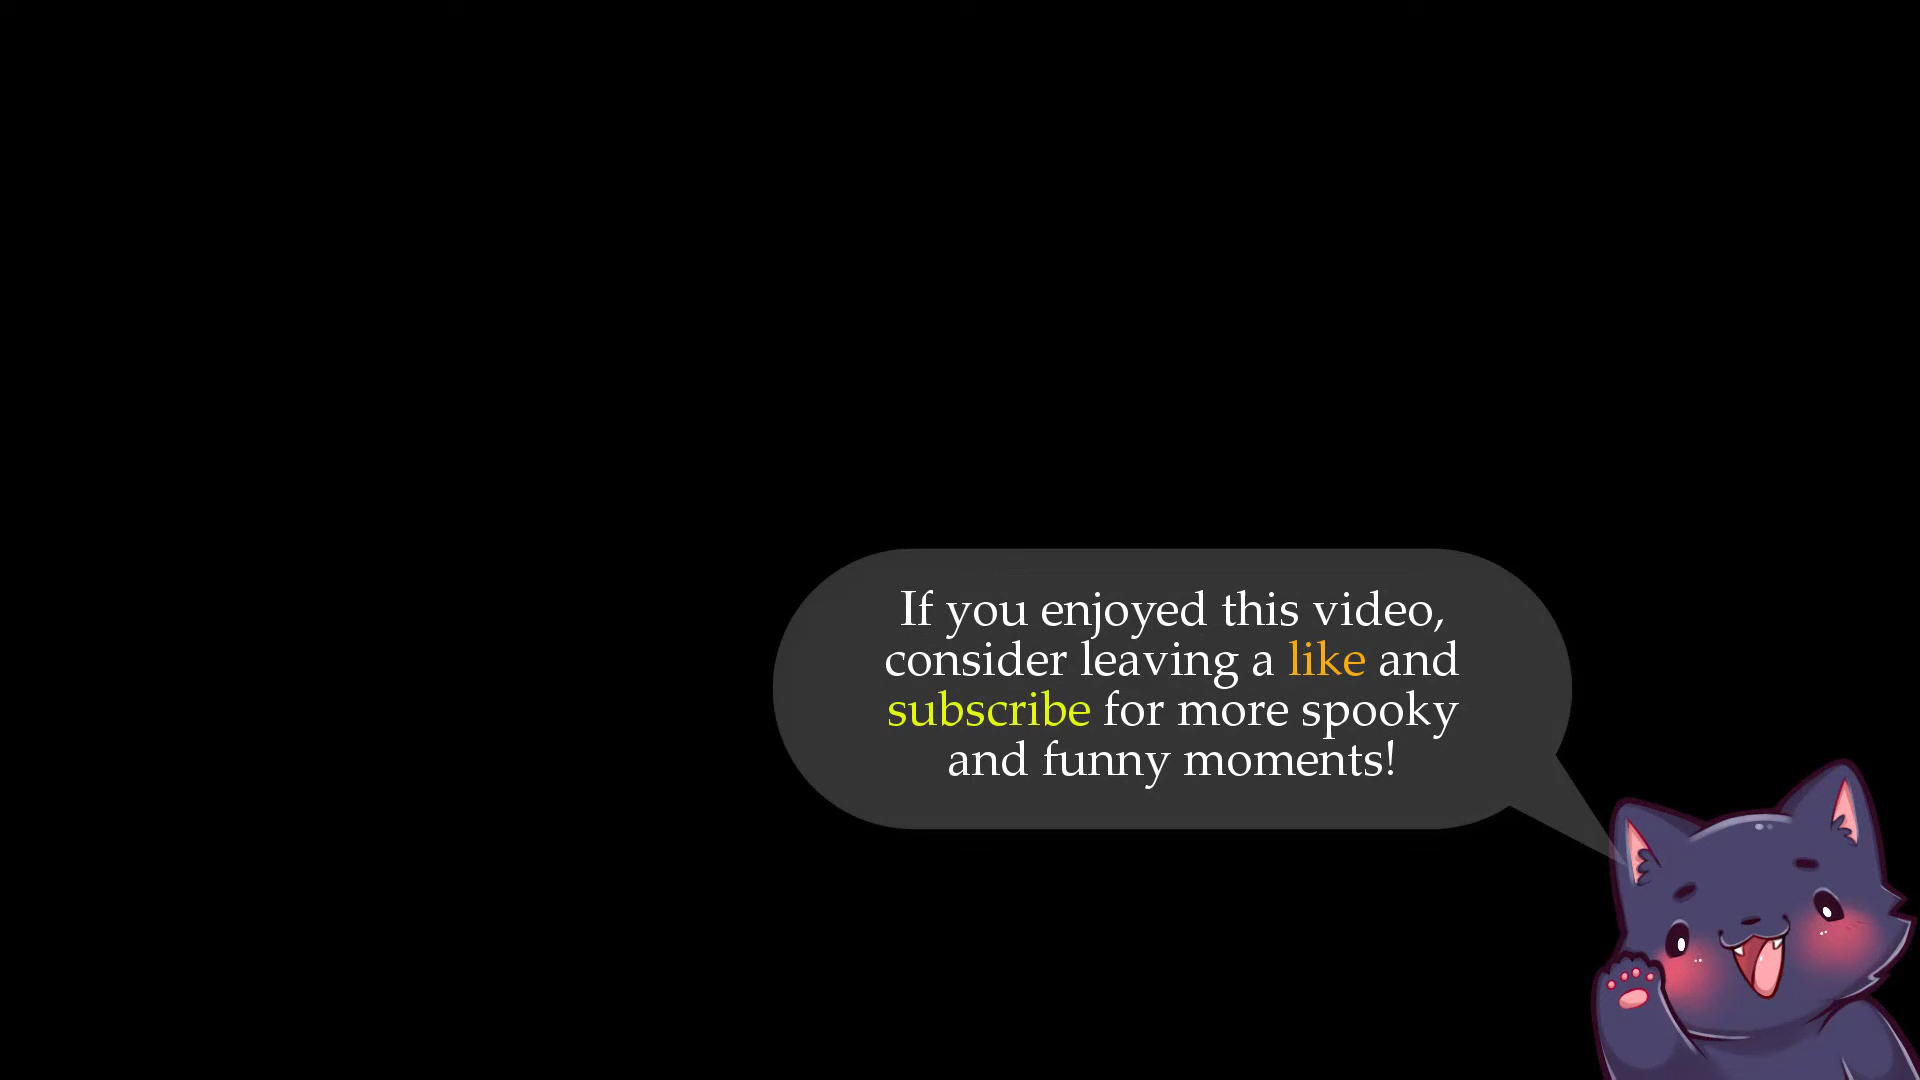 If you enjoyed this video,
consider leaving a like and
subscribe for more spooky
and funny moments!